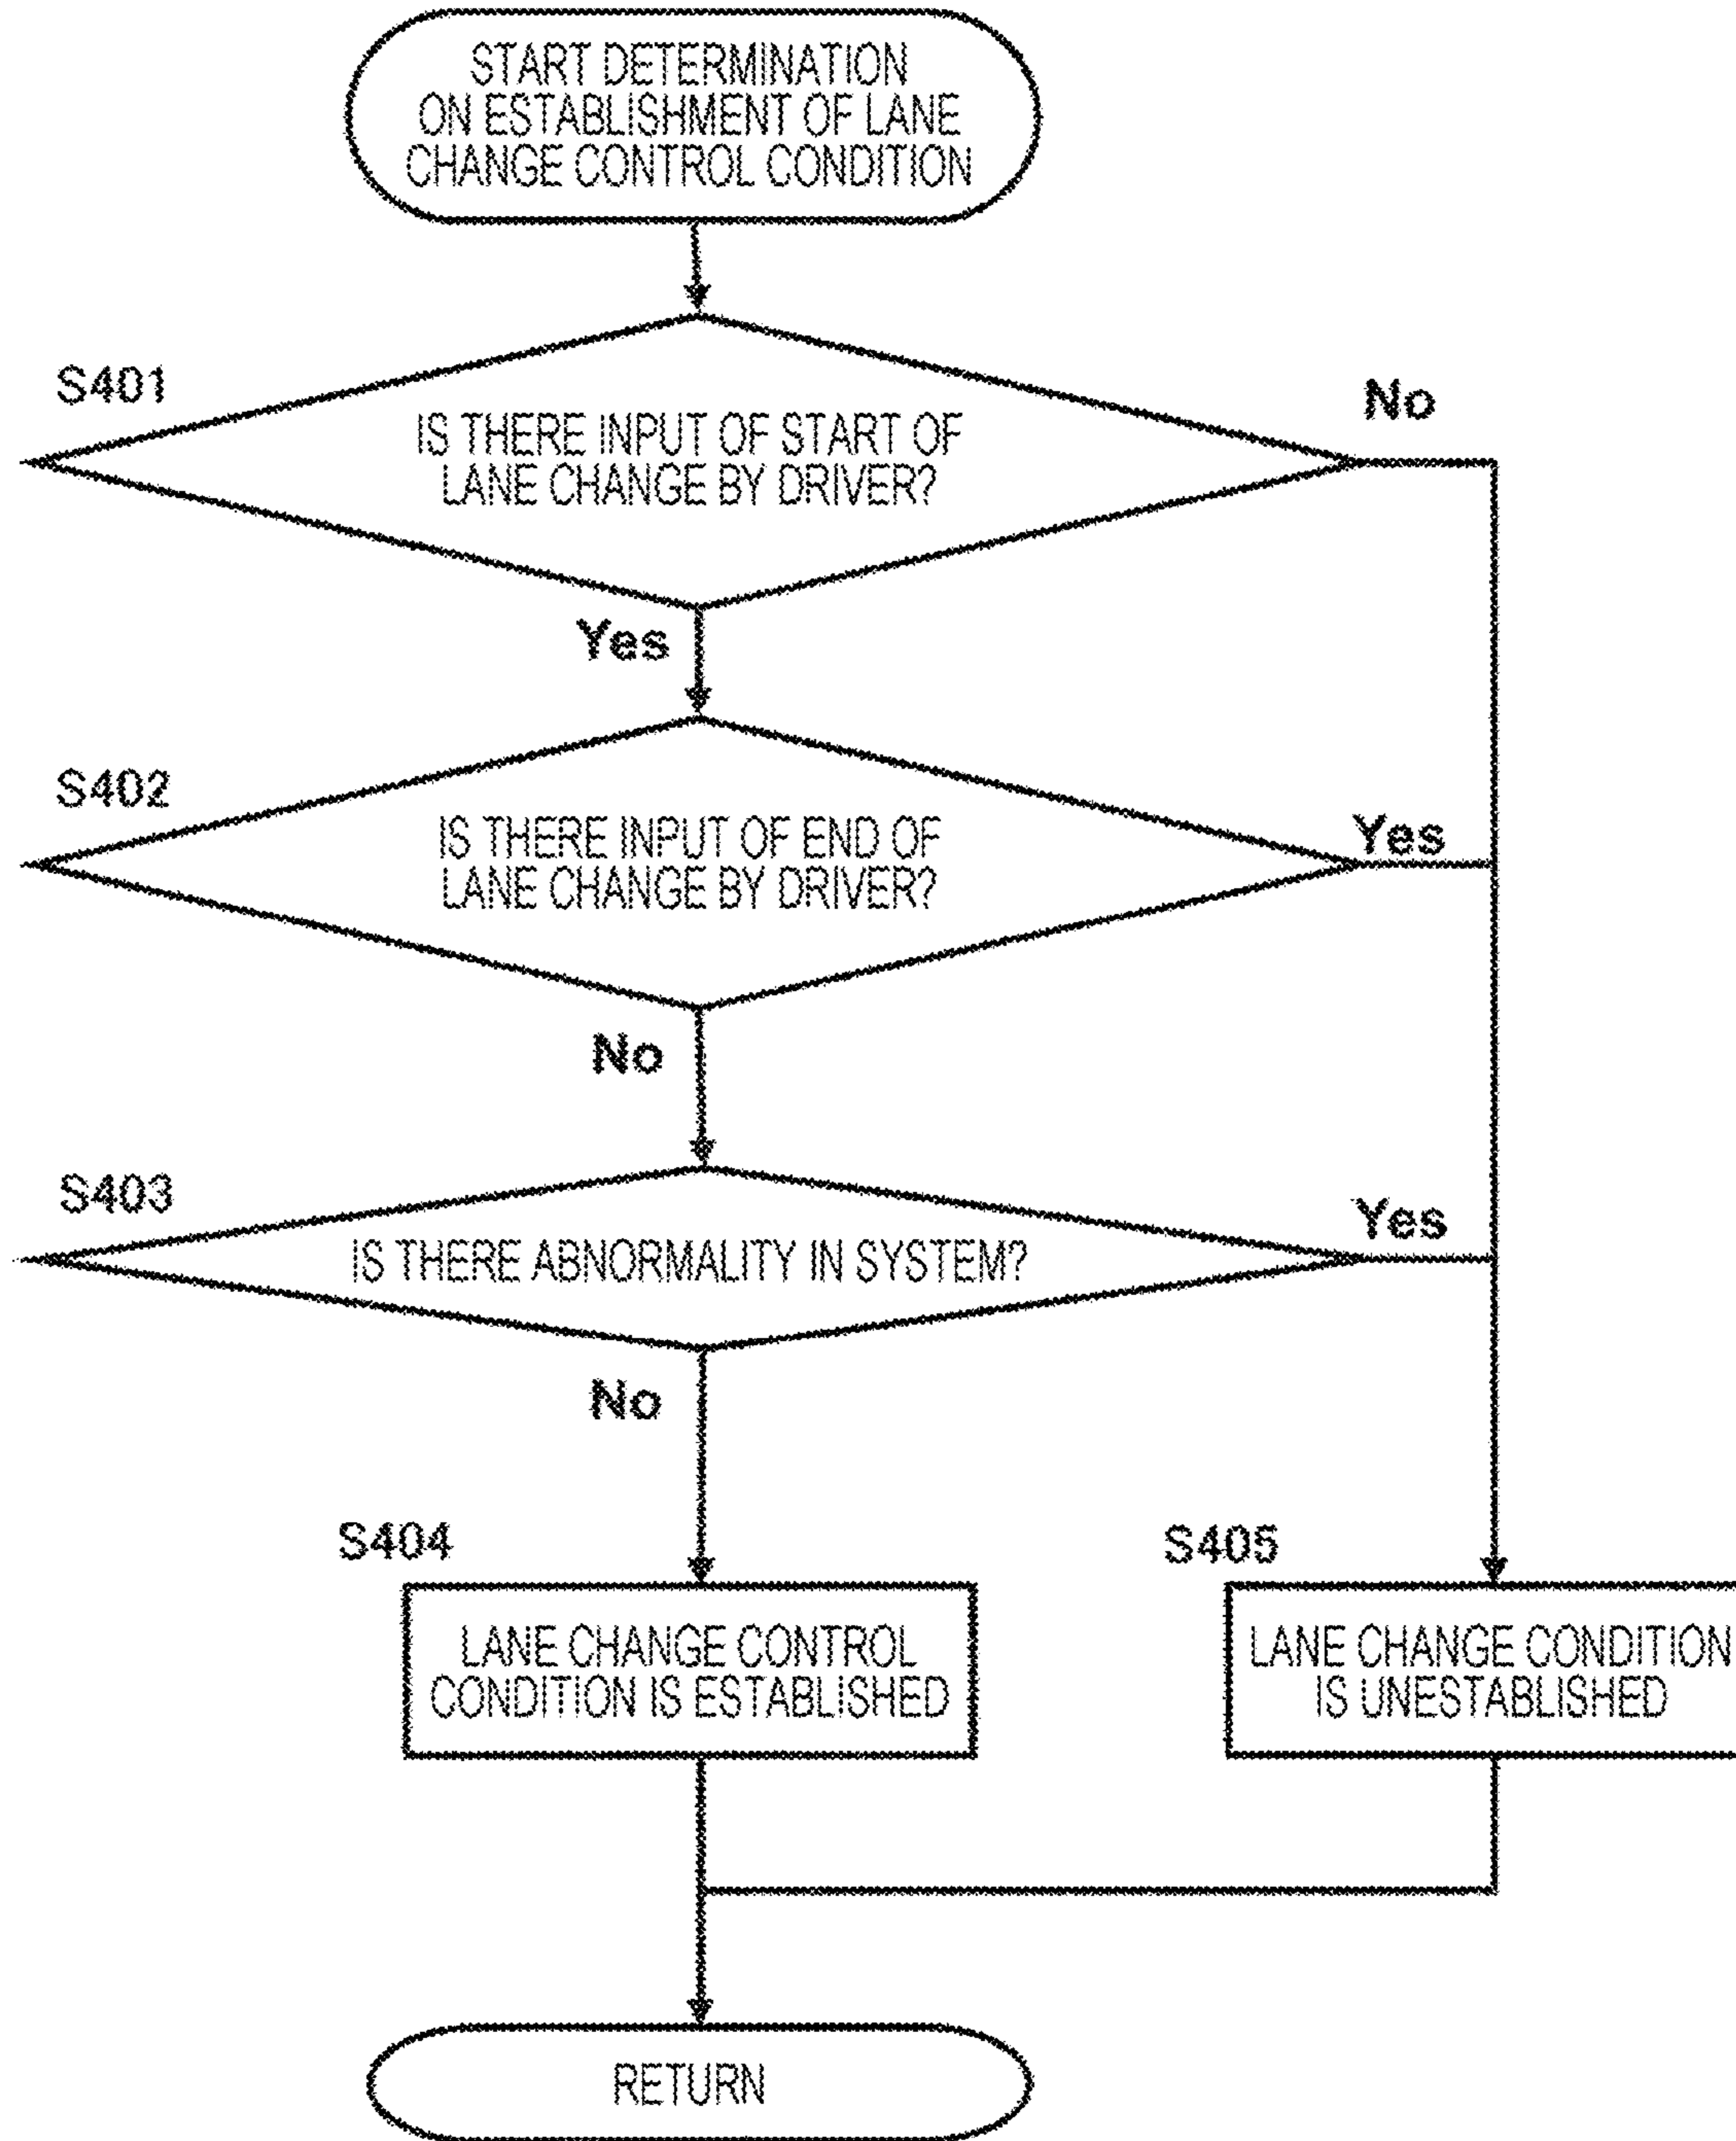 START DETERMINATION
ON ESTABLISHMENT OF LANE
CHANGE CONTROL CONDITION
S401
IS THERE INPUT OF START OF
LANE CHANGE BY DRIVER?
No
Yes
S402
IS THERE INPUT OF END OF
LANE CHANGE BY DRIVER?
Yes
No
S403
IS THERE ABNORMALITY IN SYSTEM?
Yes
No
S404
LANE CHANGE CONTROL
CONDITION IS ESTABLISHED
S405
LANE CHANGE CONDITION
IS UNESTABLISHED
RETURN